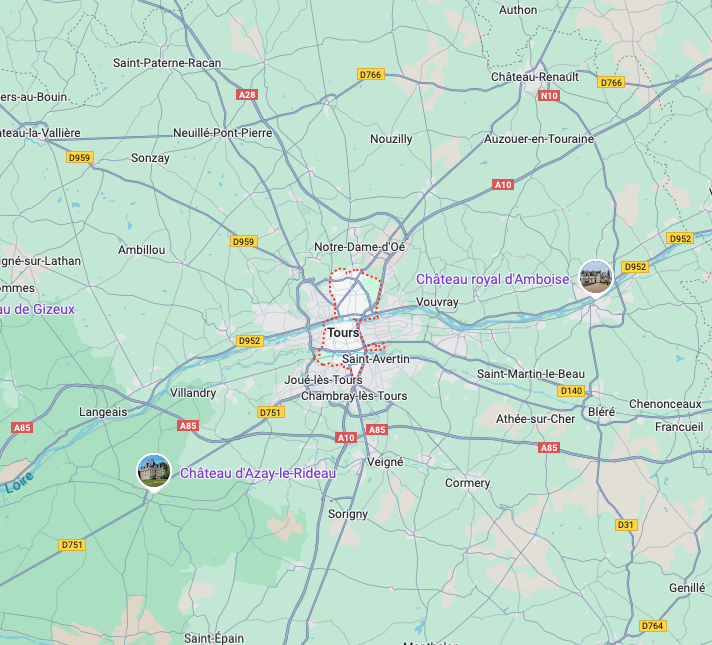 Authon
Saint-Paterne-Racan
D766
Château-Renault
D766
ers-au-Bouin
A28
N10
ateau-la-Vallière
Neuillé-Pont-Pierre
Nouzilly
Auzouer-en-Touraine
D959
Sonzay
A10
D959
Notre-Dame-d'Oé
D952
Ambillou
igné-sur-Lathan
D952
Château royal d'Amboise
ommes
Vouvray
au de Gizeux
Tours
D952
Saint-Avertin
Saint-Martin-le-Beau
Joué-lès-Tours
Villandry
D140
Chambray-lès-Tours
Chenonceaux
Langeais
D751
Bléré
Athée-sur-Cher
A85
A85
Francueil
A85
A10
A85
Veigné
Château d'Azay-le-Rideau
Loire
Cormery
Sorigny
D31
D751
Genillé
D764
Saint-Épain